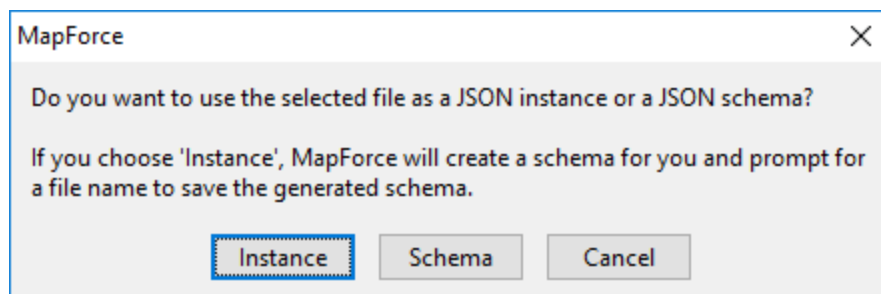 MapForce
Do you want to use the selected file as a JSON instance or a JSON schema?
If you choose 'Instance', MapForce will create a schema for you and prompt for
a file name to save the generated schema.
Instance Schema Cancel